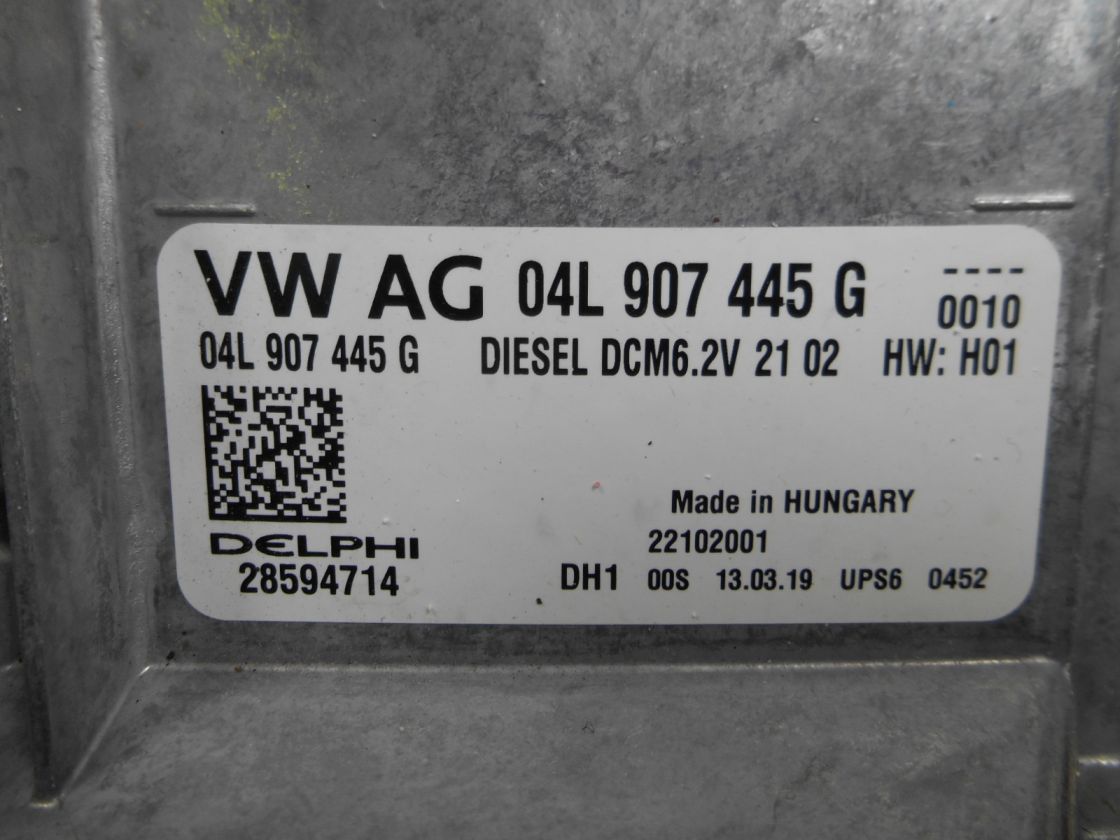 VW AG 04L 907 445 G ----
0010
04L 907 445 G DIESEL DCM6.2V 21 02 HW: H01
Made in HUNGARY
DELPHI 22102001
28594714 DH1 00S 13.03.19 UPS6 0452